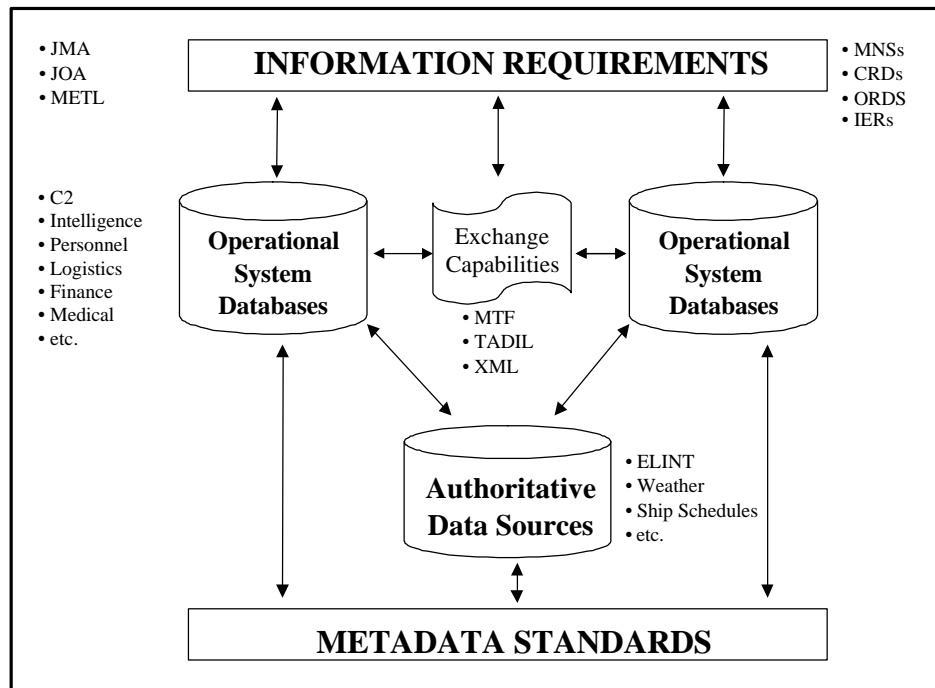 • JMA
• JOA
• METL
INFORMATION REQUIREMENTS
• MNSs
• CRDs
• ORDS
• IERs
• C2
• Intelligence
• Personnel
• Logistics
• Finance
• Medical
• etc.
Operational
System
Databases
Exchange
Capabilities
• MTF
• TADIL
• XML
Operational
System
Databases
Authoritative
Data Sources
• ELINT
• Weather
• Ship Schedules
• etc.
METADATA STANDARDS